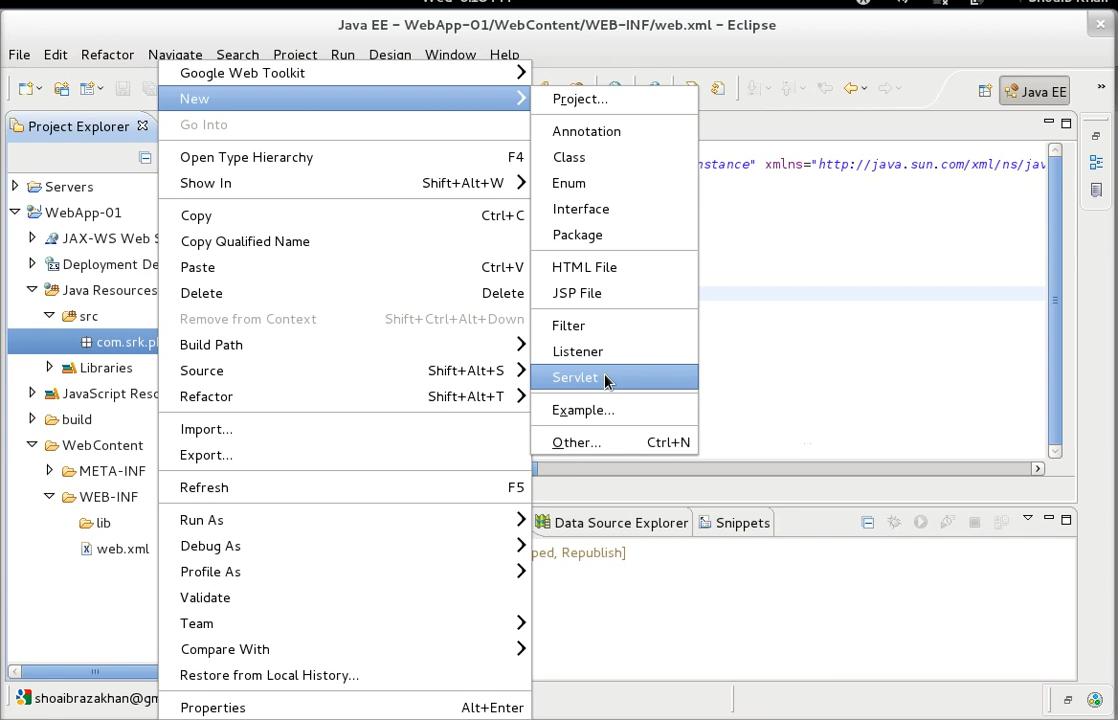 Java EE - WebApp-01/WebContent/WEB-INF/web.xml - Eclipse
File Edit Refactor Navigate Search Project Run Design Window Help
Java EE
Project Explorer
Servers
WebApp-01
JAX-WS Web
Deployment De
Java Resources
src
com.srk.p
Libraries
JavaScript Reso
build
WebContent
META-INF
WEB-INF
lib
web.xml
shoaibrazakhan@gm
Google Web Toolkit
New
Go Into
Open Type Hierarchy F4
Show In Shift+Alt+W
Copy Ctrl+C
Copy Qualified Name
Paste Ctrl+V
Delete Delete
Remove from Context Shift+Ctrl+Alt+Down
Build Path
Source Shift+Alt+S
Refactor Shift+Alt+T
Import...
Export...
Refresh F5
Run As
Debug As
Profile As
Validate
Team
Compare With
Restore from Local History...
Properties Alt+Enter
Project...
Annotation
Class
Enum
Interface
Package
HTML File
JSP File
Filter
Listener
Servlet
Example...
Other... Ctrl+N
nstance" xmlns="http://java.sun.com/xml/ns/jav
Data Source Explorer
Snippets
ped, Republish]